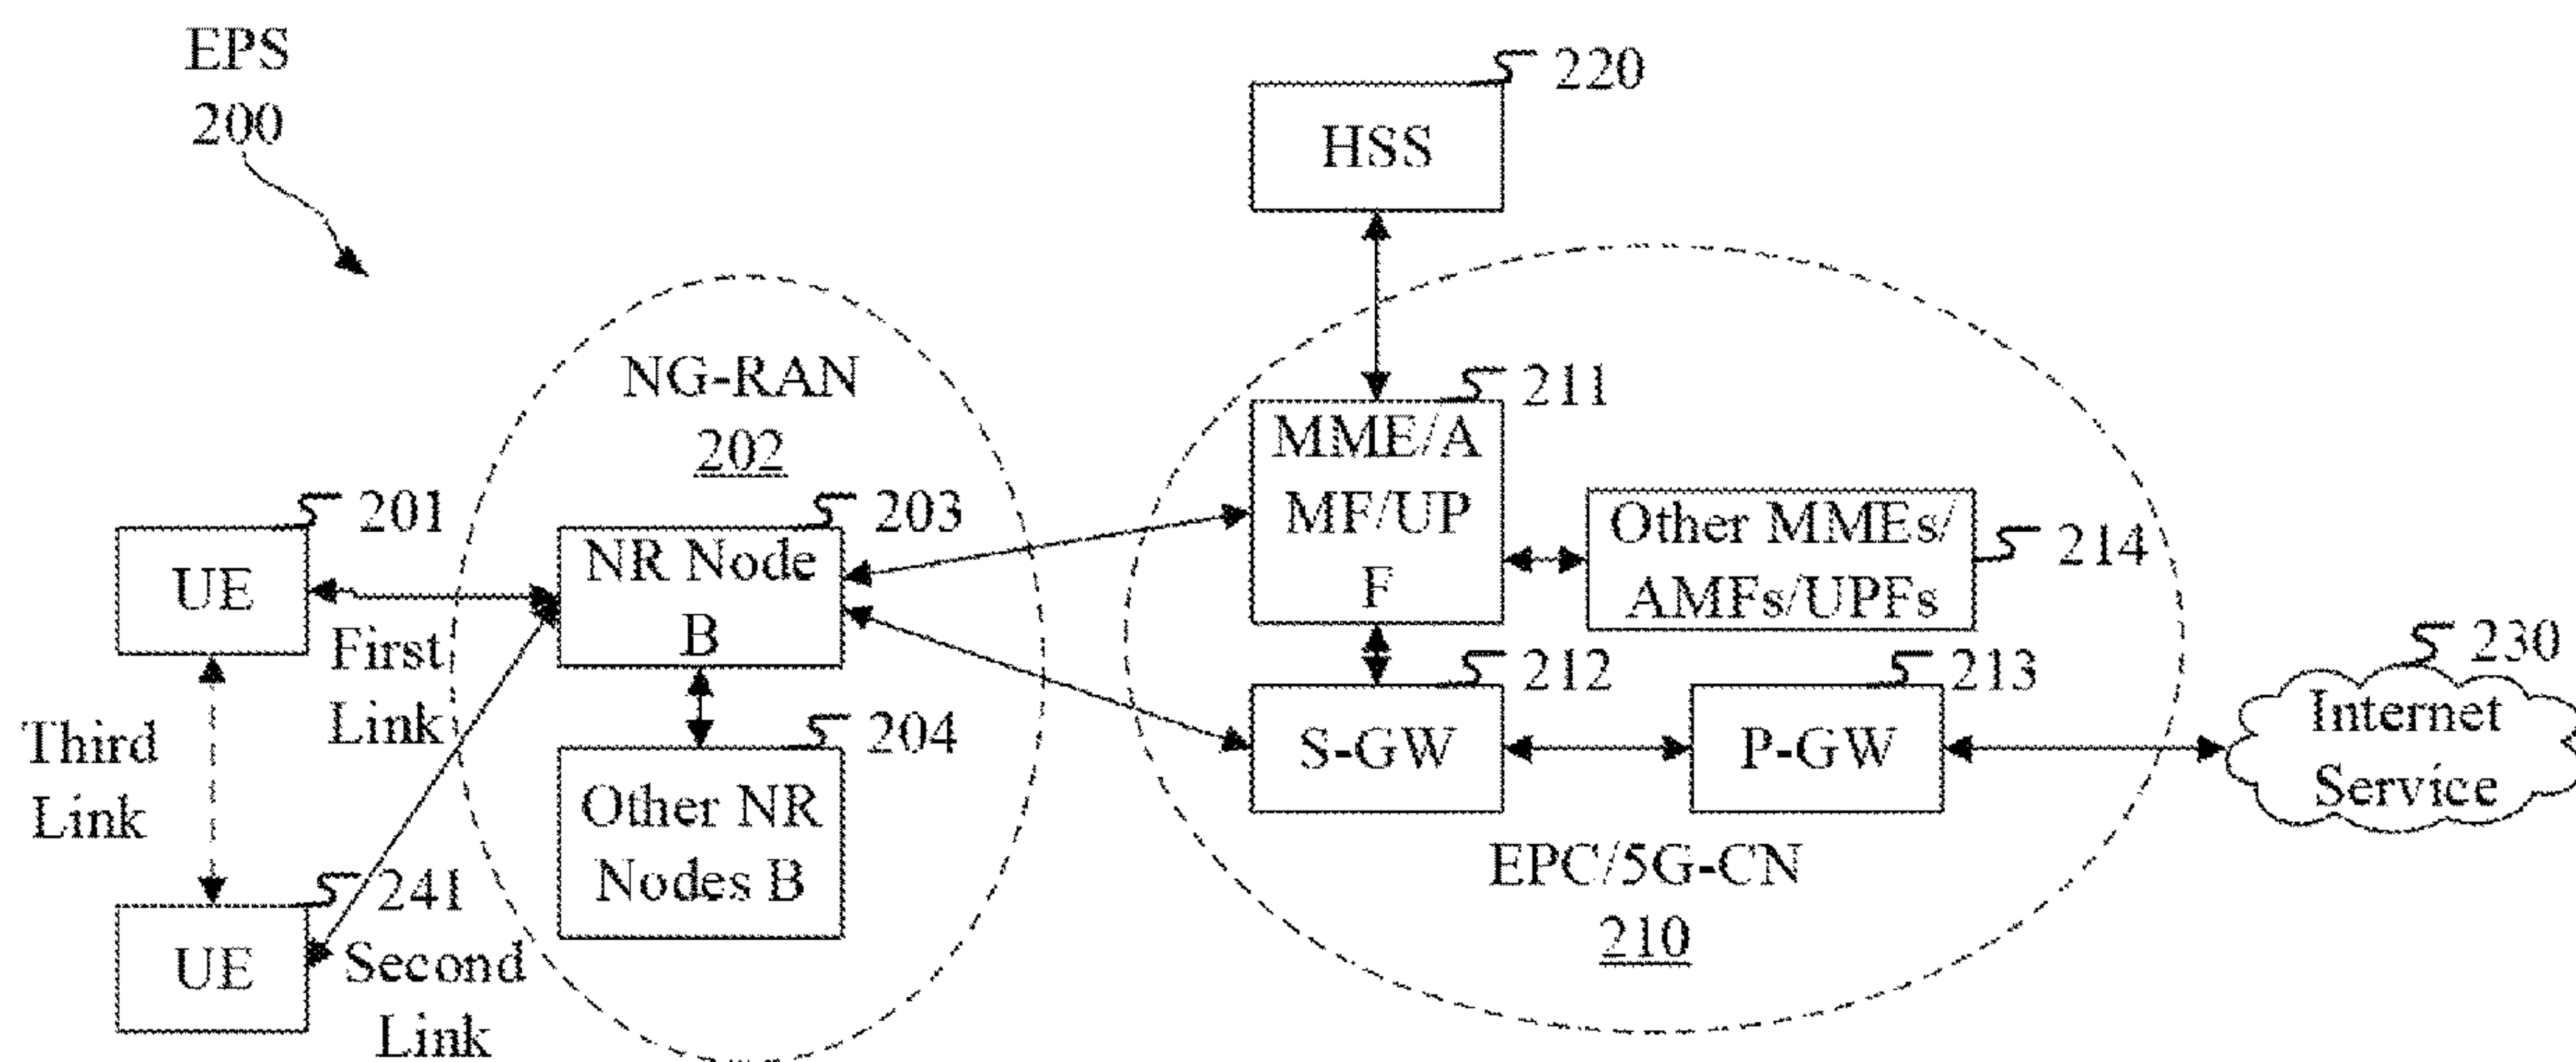 EPS
200
220
HSS
NG-RAN
202
211
MME/A
MF/UP
F
201
UE
203
NR Node
B
Other MMEs/
AMFs/UPFs
214
First
Link
Third
Link
204
Other NR
Nodes B
212
S-GW
213
P-GW
230
Internet
Service
EPC/5G-CN
210
241
UE
Second
Link